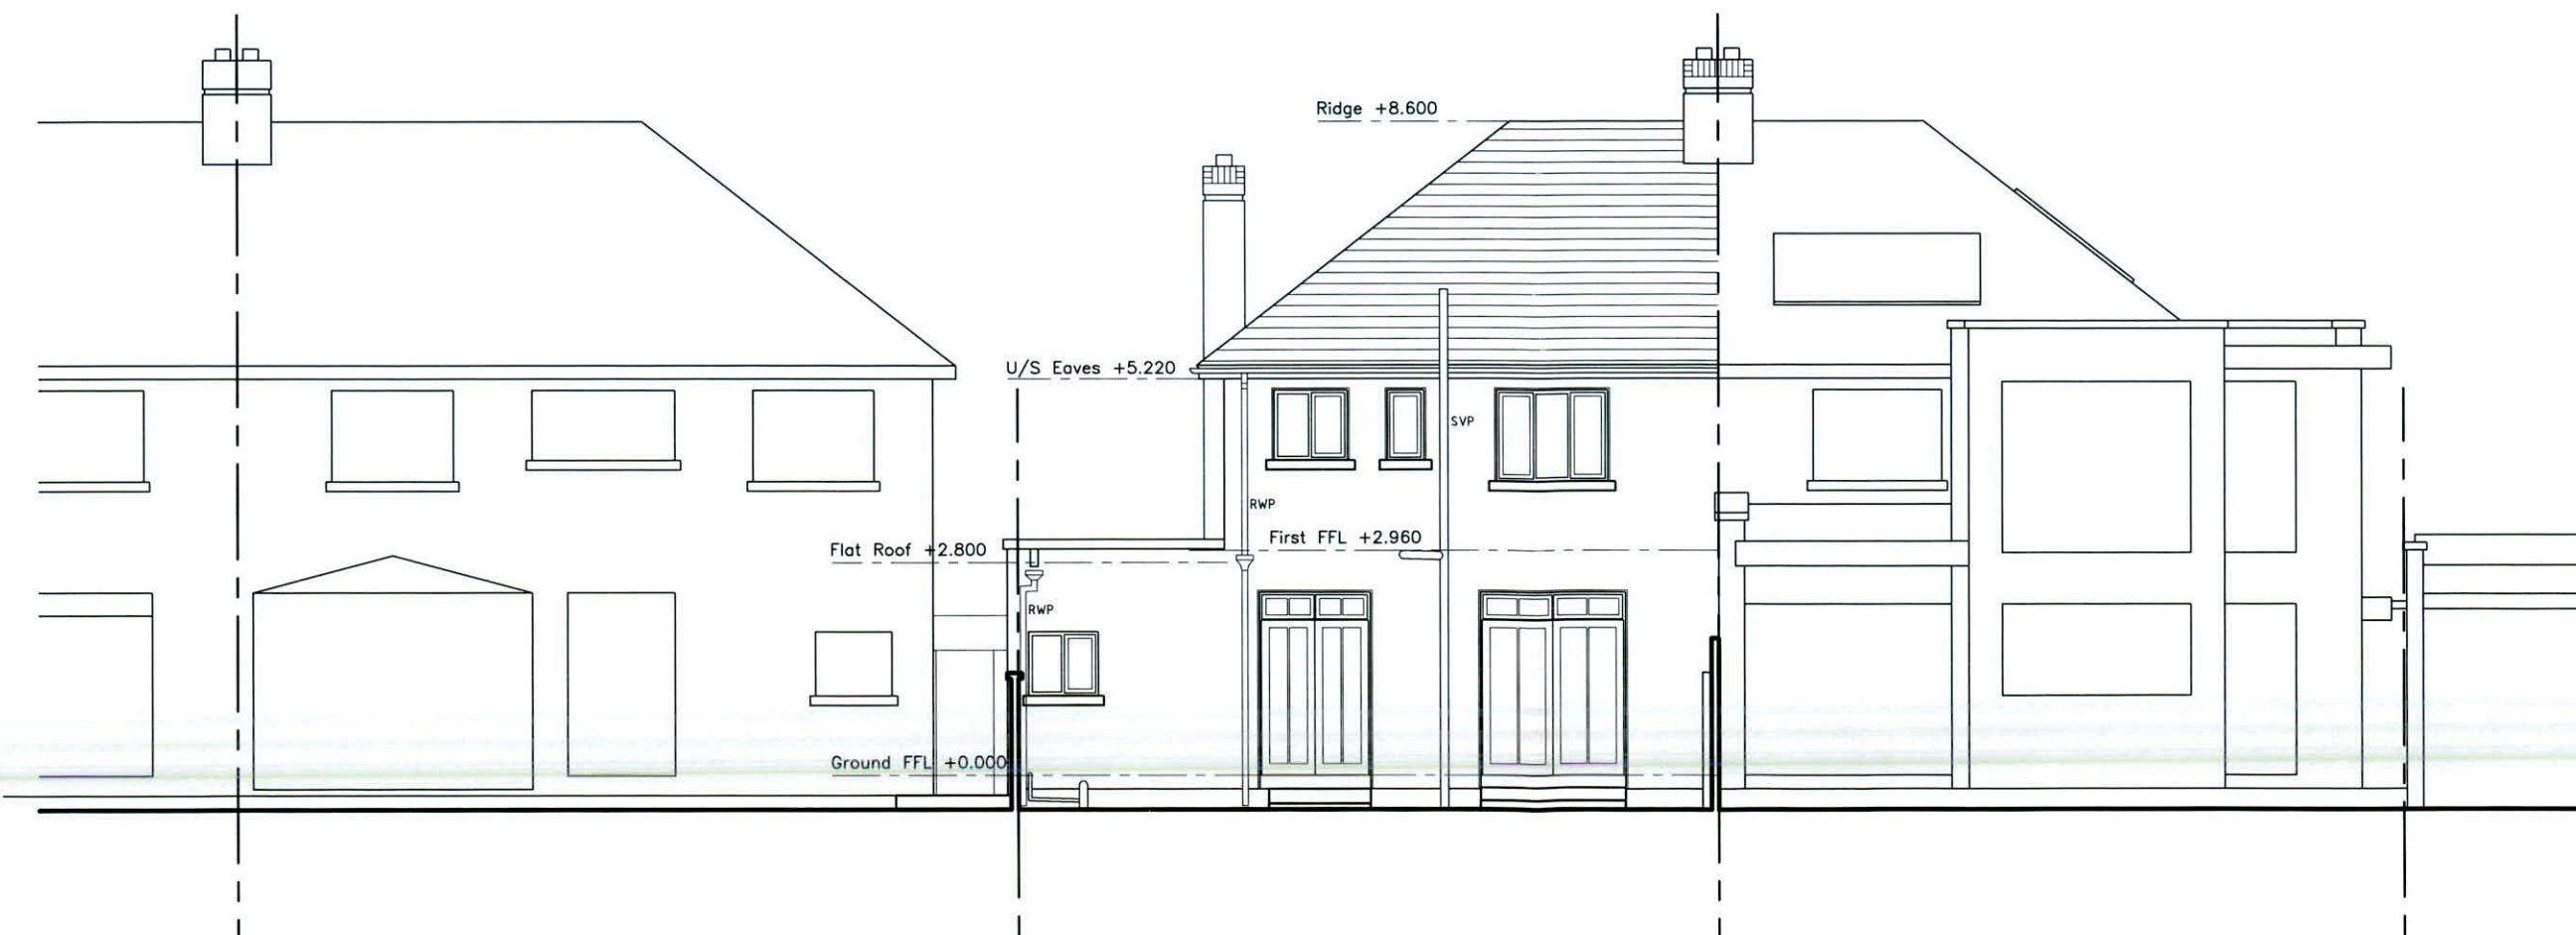 Ridge +8.600
U/S Eaves +5.220
SVP
RWP
First FFL +2.960
Flat Roof +2.800
RWP
Ground FFL +0.000